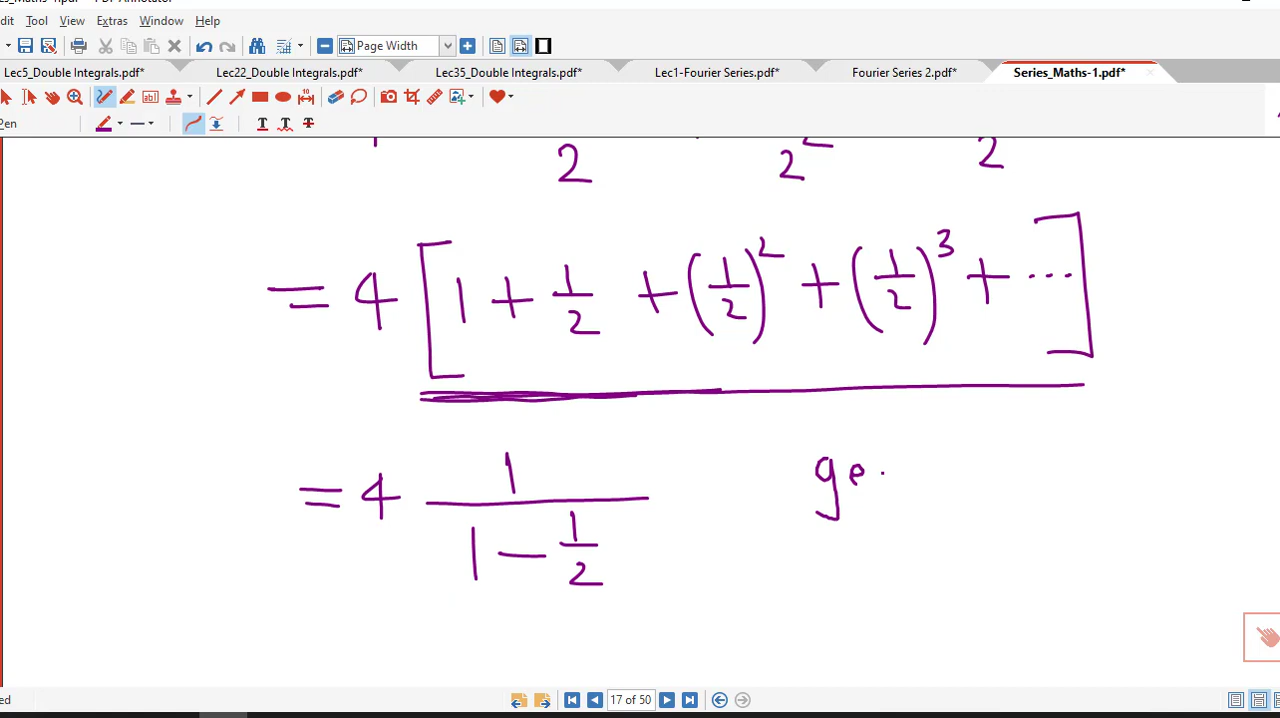 dit Tool View Extras Window Help
Page Width
Lec5_Double Integrals.pdf* Lec22_Double Integrals.pdf* Lec35_Double Integrals.pdf* Lec1-Fourier Series.pdf* Fourier Series 2.pdf* Series_Maths-1.pdf*
Pen
2 2² 2
= 4 [ 1 + 1/2 + (1/2)² + (1/2)³ + ... ]
= 4 1/(1 - 1/2) ge
17 of 50